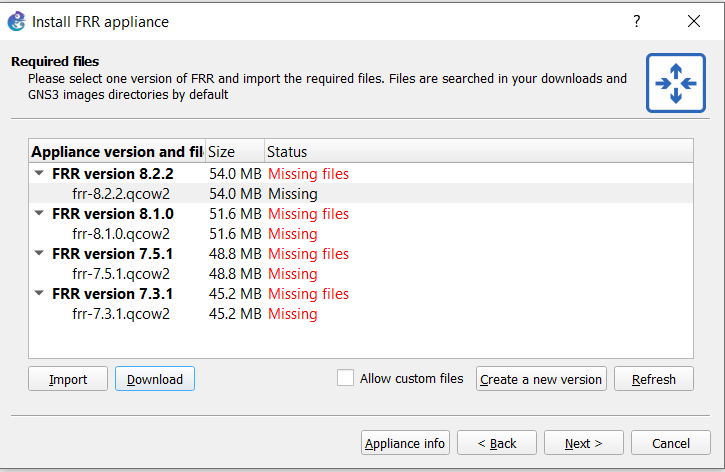 Install FRR appliance ?
Required files
Please select one version of FRR and import the required files. Files are searched in your downloads and
GNS3 images directories by default
Appliance version and fil Size Status
FRR version 8.2.2 54.0 MB Missing files
frr-8.2.2.qcow2 54.0 MB Missing
FRR version 8.1.0 51.6 MB Missing files
frr-8.1.0.qcow2 51.6 MB Missing
FRR version 7.5.1 48.8 MB Missing files
frr-7.5.1.qcow2 48.8 MB Missing
FRR version 7.3.1 45.2 MB Missing files
frr-7.3.1.qcow2 45.2 MB Missing
Import Download Allow custom files Create a new version Refresh
Appliance info < Back Next > Cancel